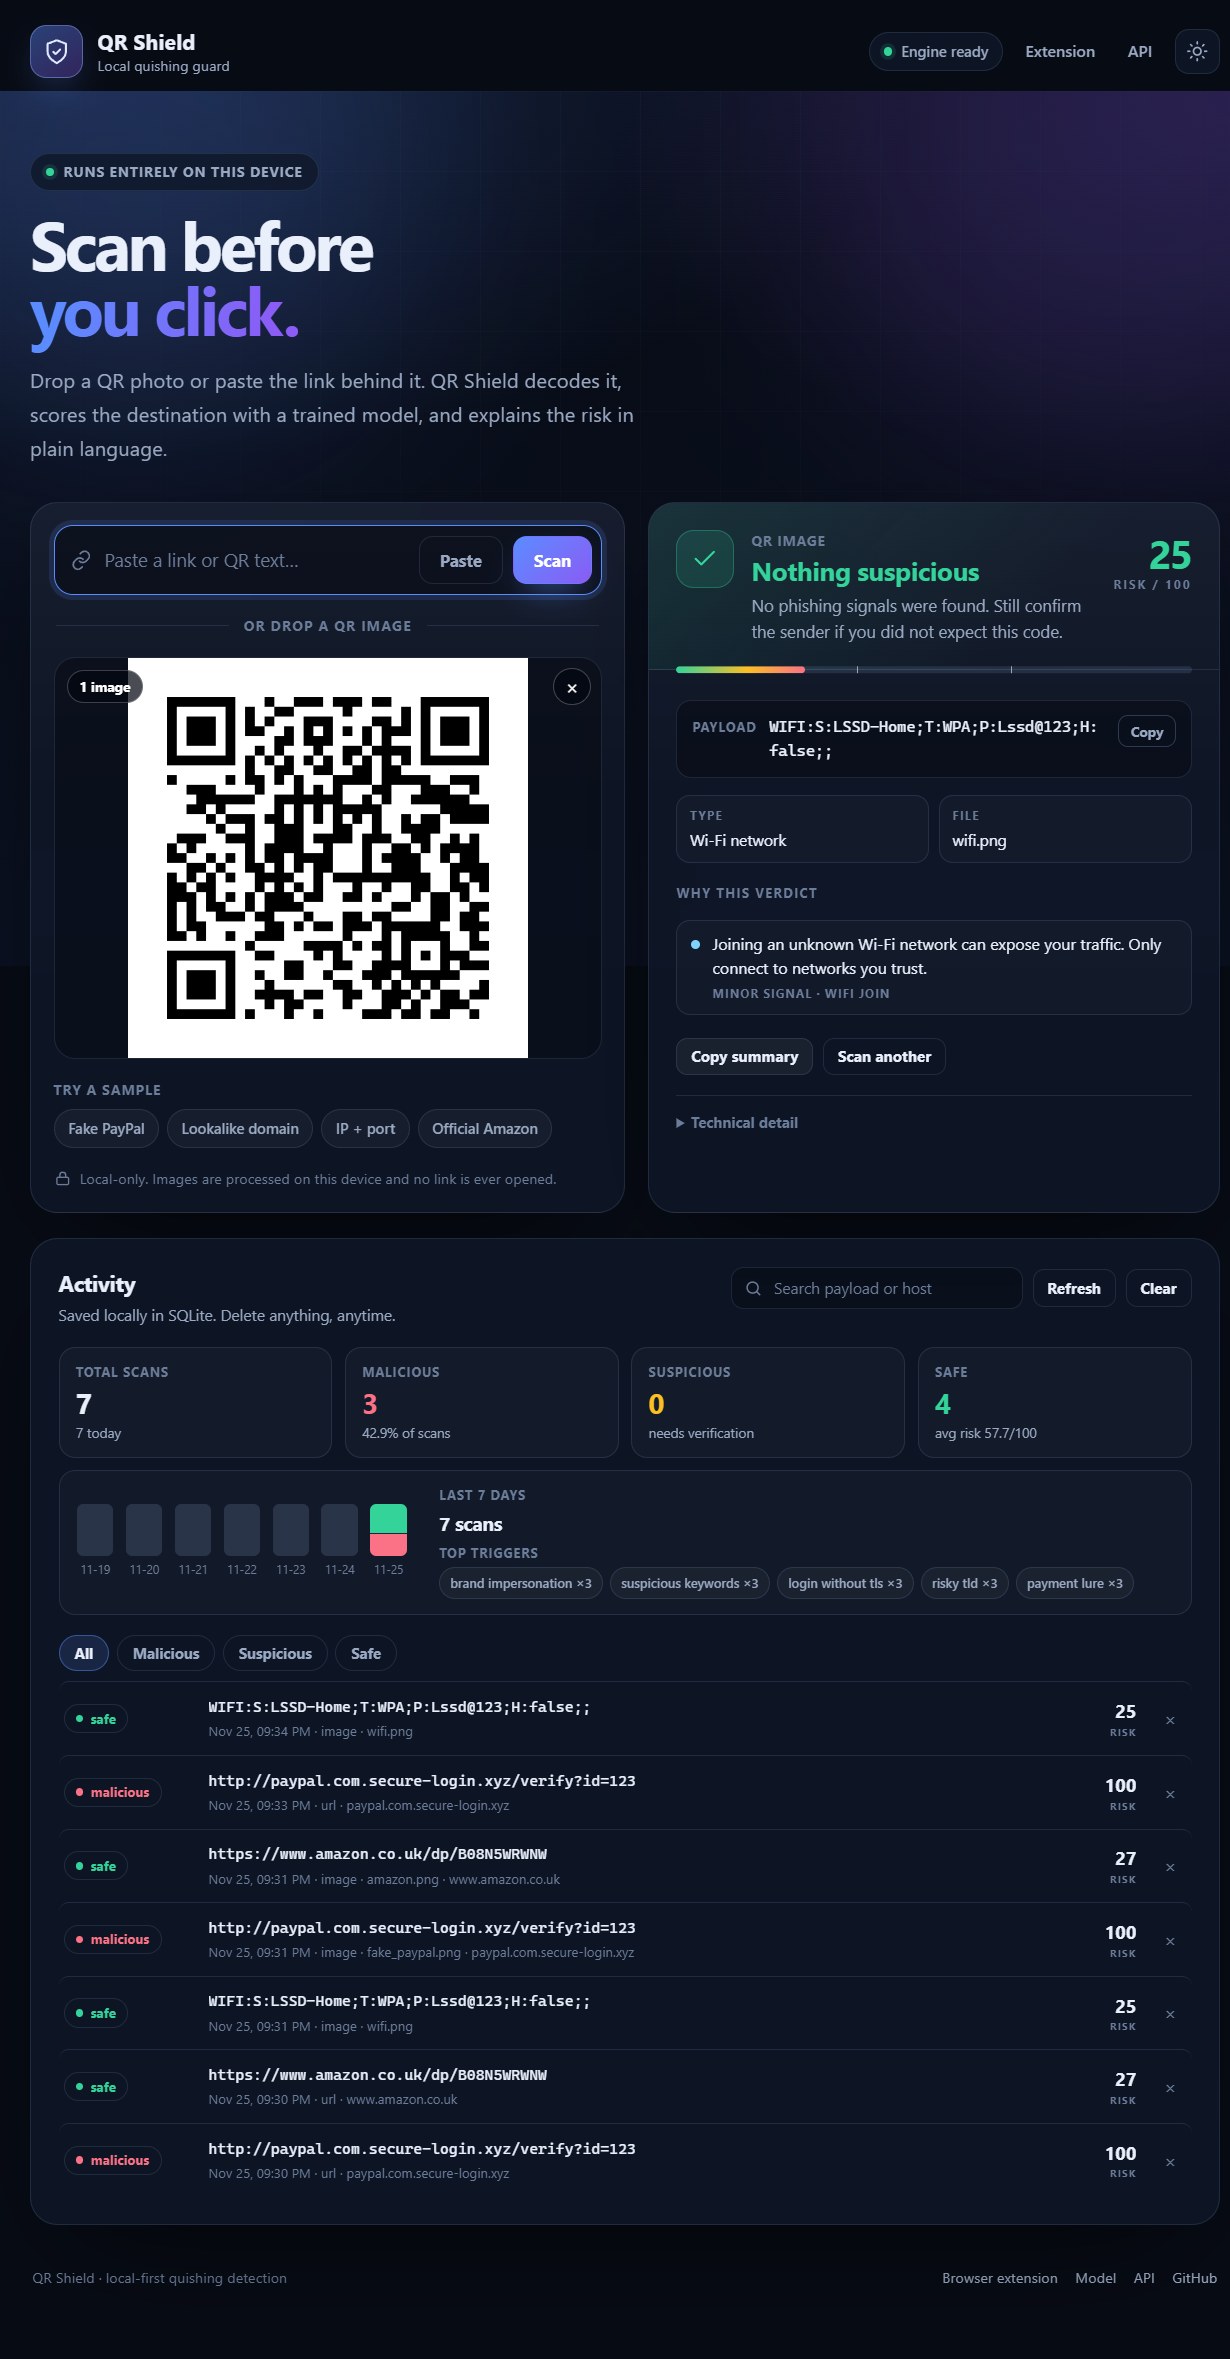 QR Shield
Local quishing guard
Engine ready
Extension
API
RUNS ENTIRELY ON THIS DEVICE
Scan before
you click.
Drop a QR photo or paste the link behind it. QR Shield decodes it,
scores the destination with a trained model, and explains the risk in
plain language.
Paste a link or QR text...
Paste
Scan
OR DROP A QR IMAGE
1 image
×
TRY A SAMPLE
Fake PayPal
Lookalike domain
IP + port
Official Amazon
Local-only. Images are processed on this device and no link is ever opened.
QR IMAGE
Nothing suspicious
No phishing signals were found. Still confirm
the sender if you did not expect this code.
25
RISK / 100
PAYLOAD
WIFI:S:LSSD-Home;T:WPA;P:Lssd@123;H:
false;;
Copy
TYPE
Wi-Fi network
FILE
wifi.png
WHY THIS VERDICT
Joining an unknown Wi-Fi network can expose your traffic. Only
connect to networks you trust.
MINOR SIGNAL · WIFI JOIN
Copy summary
Scan another
Technical detail
Activity
Saved locally in SQLite. Delete anything, anytime.
Search payload or host
Refresh
Clear
TOTAL SCANS
7
7 today
MALICIOUS
3
42.9% of scans
SUSPICIOUS
0
needs verification
SAFE
4
avg risk 57.7/100
11-19
11-20
11-21
11-22
11-23
11-24
11-25
LAST 7 DAYS
7 scans
TOP TRIGGERS
brand impersonation ×3
suspicious keywords ×3
login without tls ×3
risky tld ×3
payment lure ×3
All
Malicious
Suspicious
Safe
safe
WIFI:S:LSSD-Home;T:WPA;P:Lssd@123;H:false;;
Nov 25, 09:34 PM · image · wifi.png
25
RISK
×
malicious
http://paypal.com.secure-login.xyz/verify?id=123
Nov 25, 09:33 PM · url · paypal.com.secure-login.xyz
100
RISK
×
safe
https://www.amazon.co.uk/dp/B08N5WRWNW
Nov 25, 09:31 PM · image · amazon.png · www.amazon.co.uk
27
RISK
×
malicious
http://paypal.com.secure-login.xyz/verify?id=123
Nov 25, 09:31 PM · image · fake_paypal.png · paypal.com.secure-login.xyz
100
RISK
×
safe
WIFI:S:LSSD-Home;T:WPA;P:Lssd@123;H:false;;
Nov 25, 09:31 PM · image · wifi.png
25
RISK
×
safe
https://www.amazon.co.uk/dp/B08N5WRWNW
Nov 25, 09:30 PM · url · www.amazon.co.uk
27
RISK
×
malicious
http://paypal.com.secure-login.xyz/verify?id=123
Nov 25, 09:30 PM · url · paypal.com.secure-login.xyz
100
RISK
×
QR Shield · local-first quishing detection
Browser extension
Model
API
GitHub